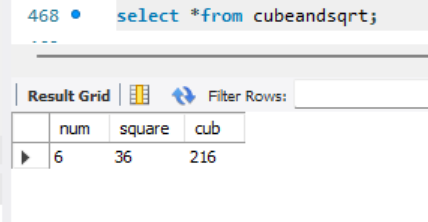 468 select *from cubeandsqrt;
Result Grid Filter Rows:
num square cub
6 36 216